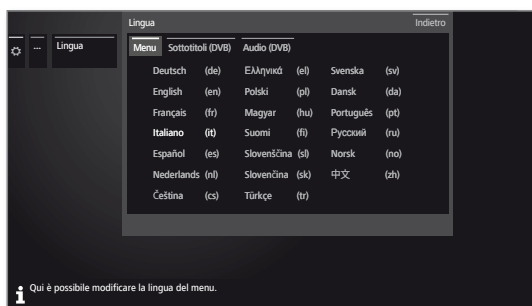 Lingua Indietro
... Lingua
Menu Sottotitoli (DVB) Audio (DVB)
Deutsch (de) Ελληνικά (el) Svenska (sv)
English (en) Polski (pl) Dansk (da)
Français (fr) Magyar (hu) Português (pt)
Italiano (it) Suomi (fi) Русский (ru)
Español (es) Slovenščina (sl) Norsk (no)
Nederlands (nl) Slovenčina (sk) 中文 (zh)
Čeština (cs) Türkçe (tr)
Qui è possibile modificare la lingua del menu.